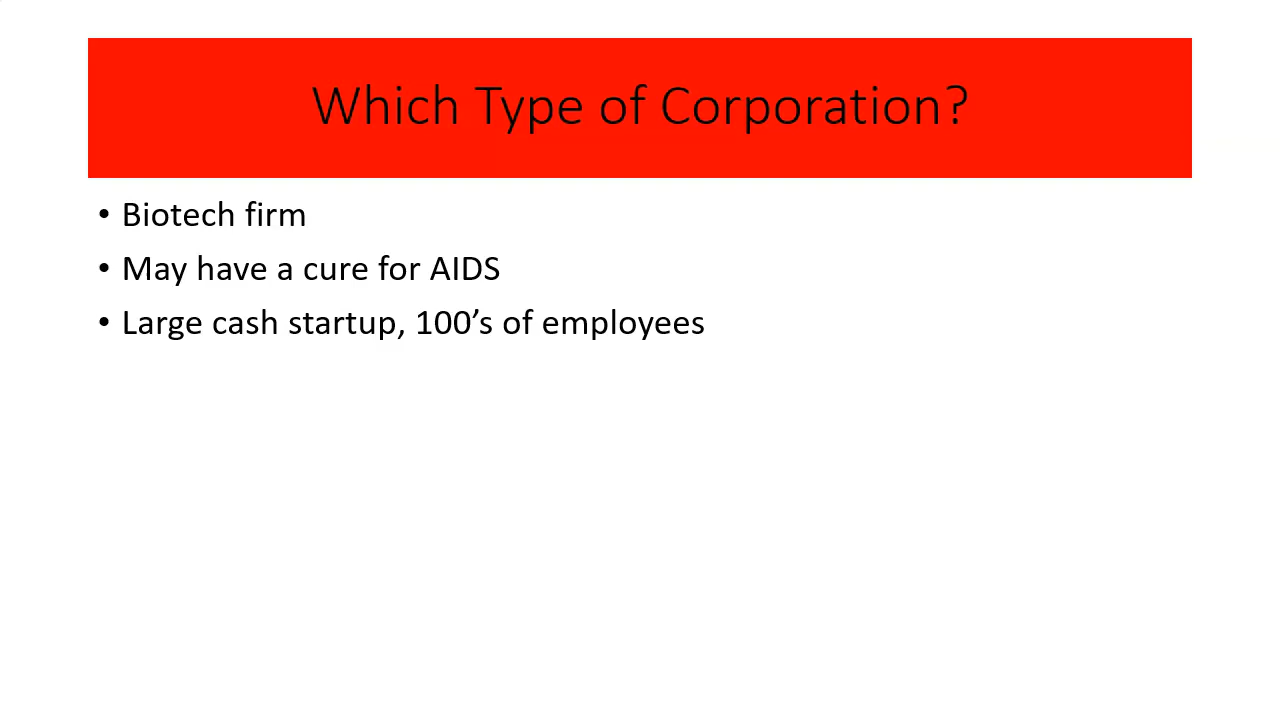 Which Type of Corporation?
• Biotech firm
• May have a cure for AIDS
• Large cash startup, 100’s of employees